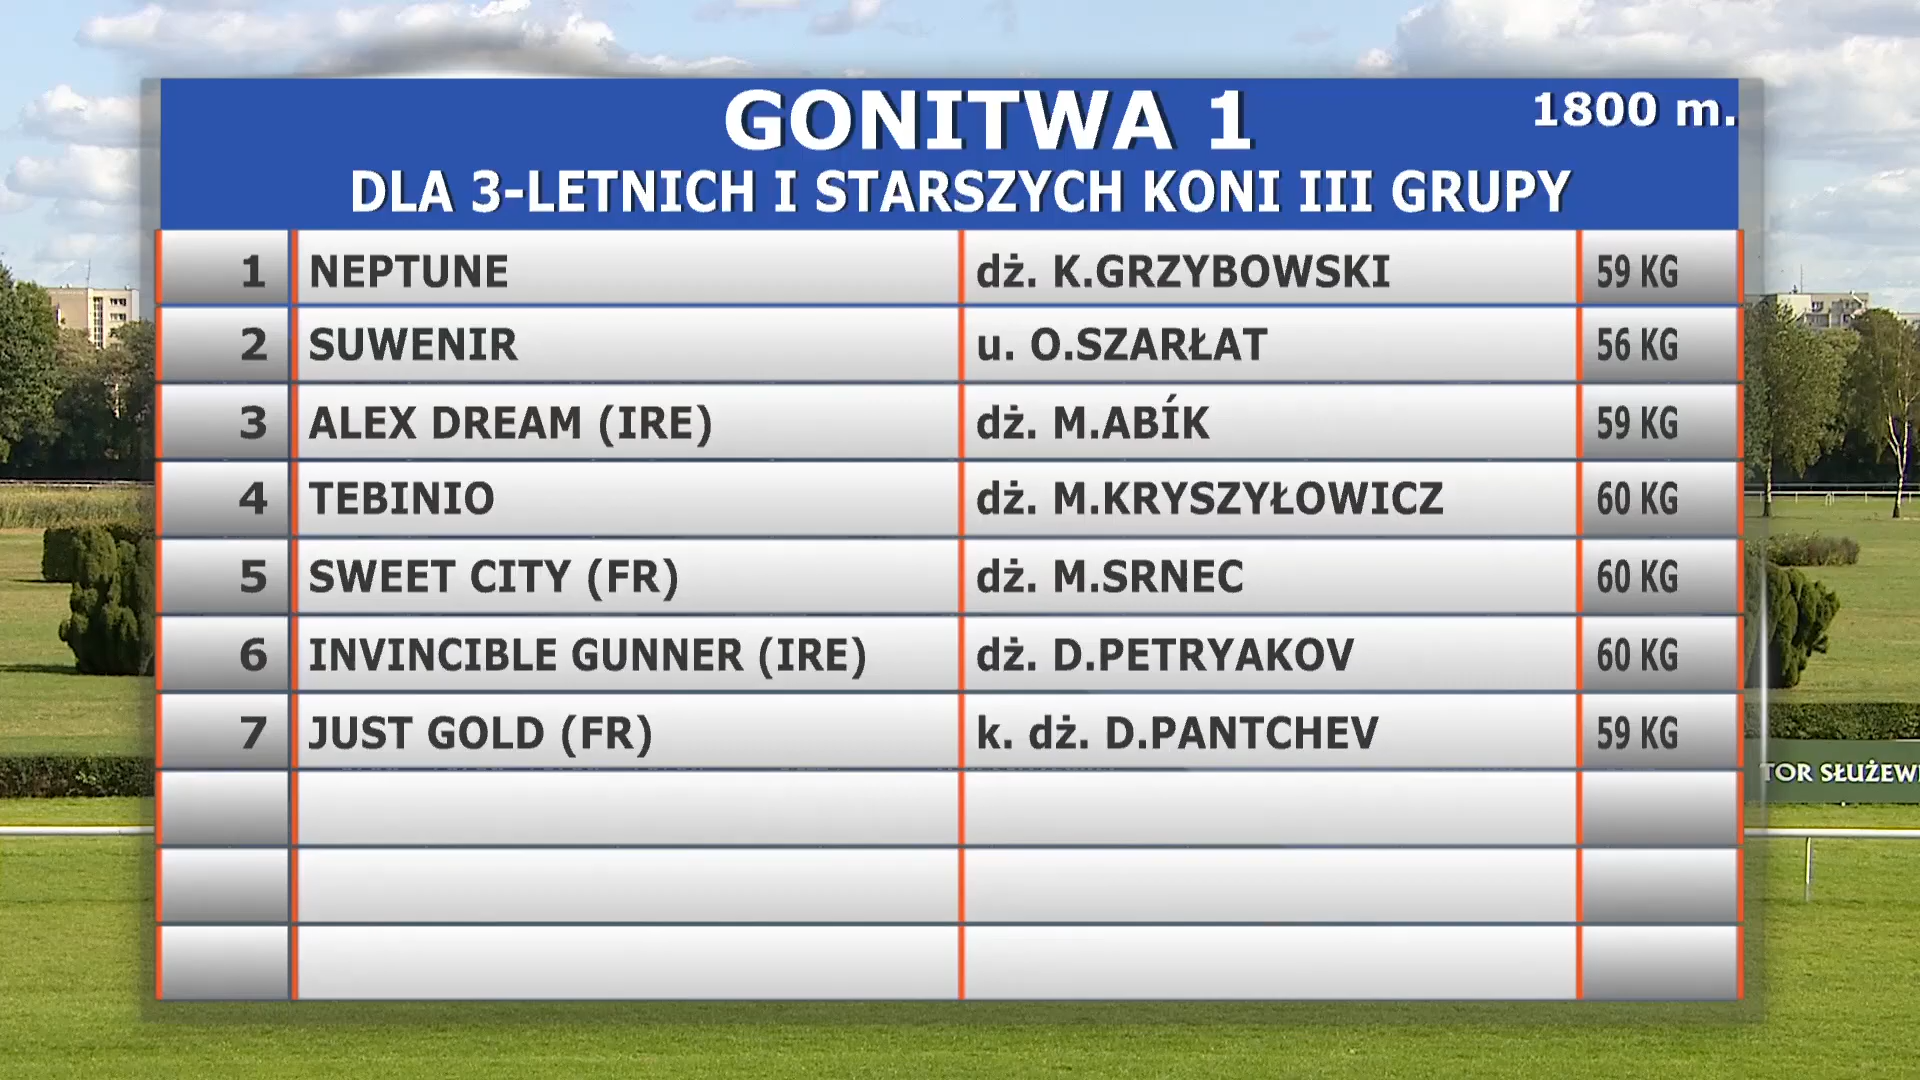 GONITWA 1
1800 m.
DLA 3-LETNICH I STARSZYCH KONI III GRUPY
1 NEPTUNE dż. K.GRZYBOWSKI 59 KG
2 SUWENIR u. O.SZARŁAT 56 KG
3 ALEX DREAM (IRE) dż. M.ABÍK 59 KG
4 TEBINIO dż. M.KRYSZYŁOWICZ 60 KG
5 SWEET CITY (FR) dż. M.SRNEC 60 KG
6 INVINCIBLE GUNNER (IRE) dż. D.PETRYAKOV 60 KG
7 JUST GOLD (FR) k. dż. D.PANTCHEV 59 KG
TOR SŁUŻEW